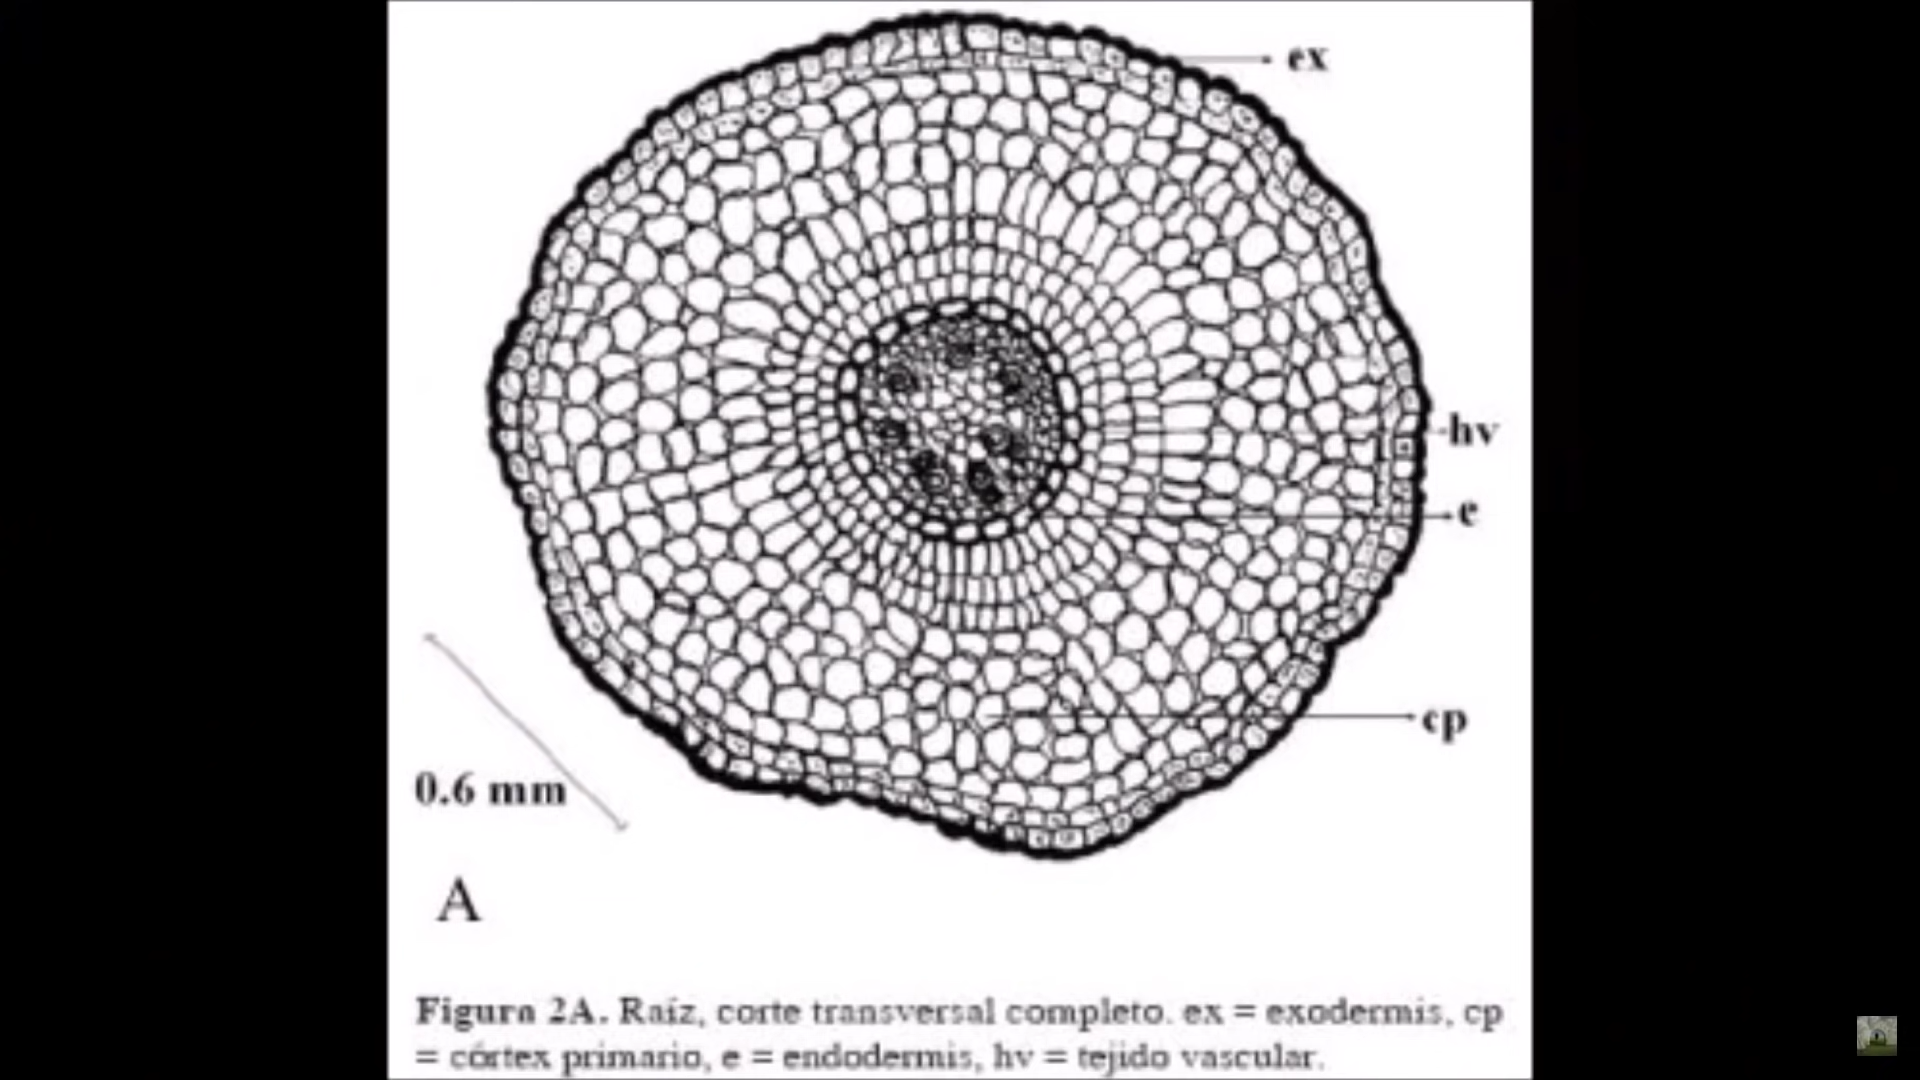 ex
hv
e
cp
0.6 mm
A
Figura 2A. Raíz, corte transversal completo. ex = exodermis, cp
= córtex primario, e = endodermis, hv = tejido vascular.